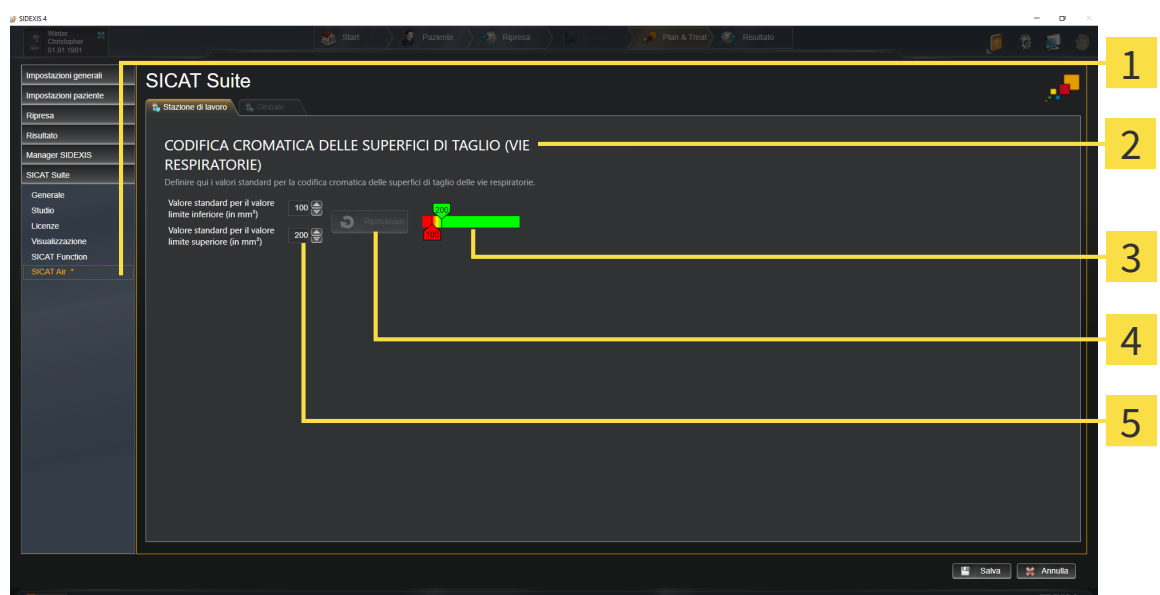 SIDEXIS 4
Winter
Christopher
01.01.1981
Start
Paziente
Ripresa
Plan & Treat
Risultato
1
Impostazioni generali
Impostazioni paziente
Ripresa
Risultato
Manager SIDEXIS
SICAT Suite
Generale
Studio
Licenze
Visualizzazione
SICAT Function
SICAT Air *
SICAT Suite
Stazione di lavoro
Globale
CODIFICA CROMATICA DELLE SUPERFICI DI TAGLIO (VIE
RESPIRATORIE)
2
Definire qui i valori standard per la codifica cromatica delle superfici di taglio delle vie respiratorie.
Valore standard per il valore
limite inferiore (in mm²)
100
Valore standard per il valore
limite superiore (in mm²)
200
Ripristinare
200
100
3
4
5
Salva
Annulla